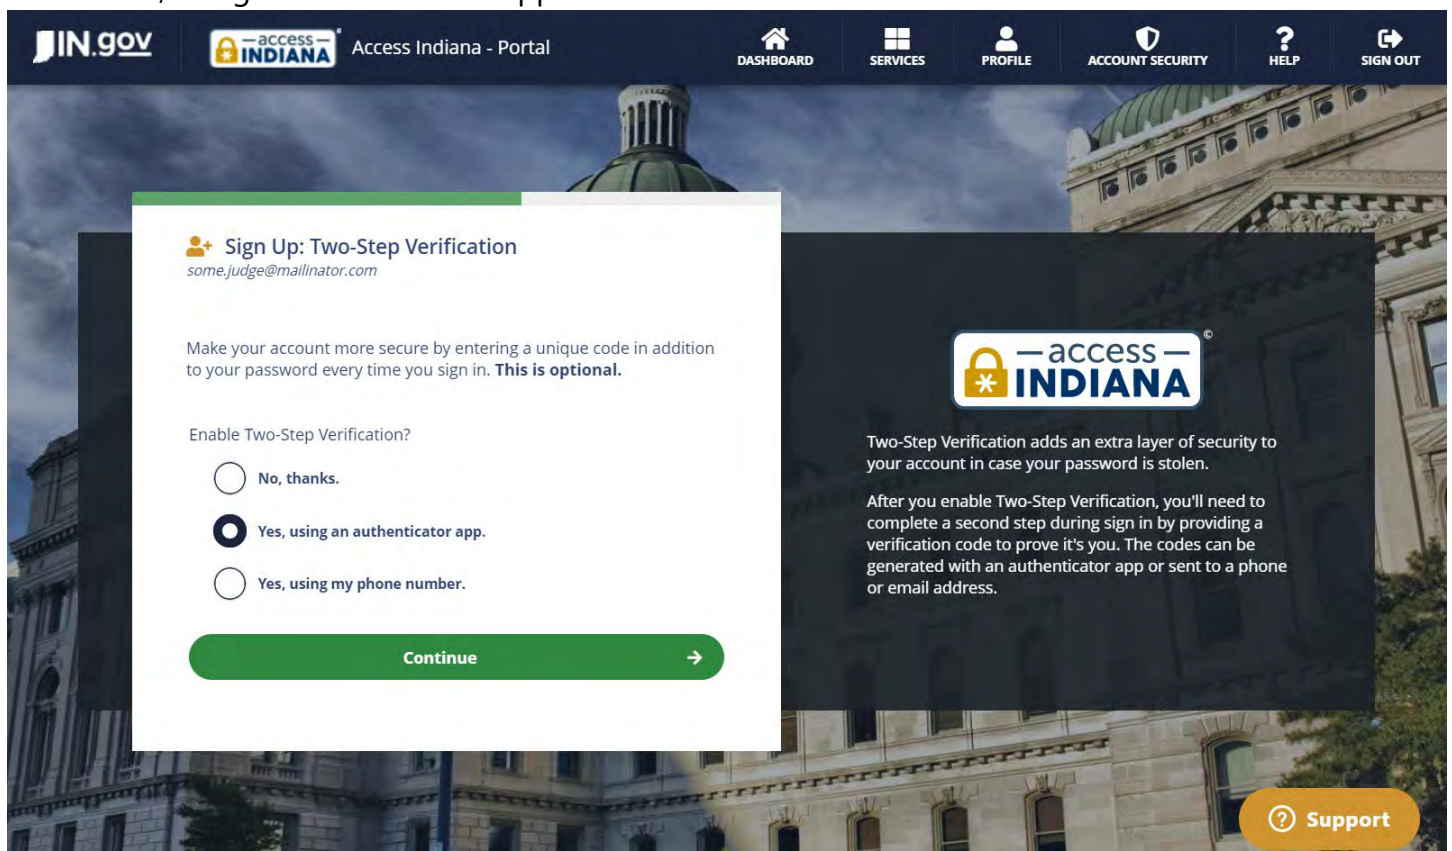 IN.gov
access
INDIANA
Access Indiana - Portal
DASHBOARD
SERVICES
PROFILE
ACCOUNT SECURITY
HELP
SIGN OUT
Sign Up: Two-Step Verification
some.judge@mailinator.com
Make your account more secure by entering a unique code in addition
to your password every time you sign in. This is optional.
Enable Two-Step Verification?
No, thanks.
Yes, using an authenticator app.
Yes, using my phone number.
Continue
access
INDIANA
©
Two-Step Verification adds an extra layer of security to
your account in case your password is stolen.
After you enable Two-Step Verification, you'll need to
complete a second step during sign in by providing a
verification code to prove it's you. The codes can be
generated with an authenticator app or sent to a phone
or email address.
Support